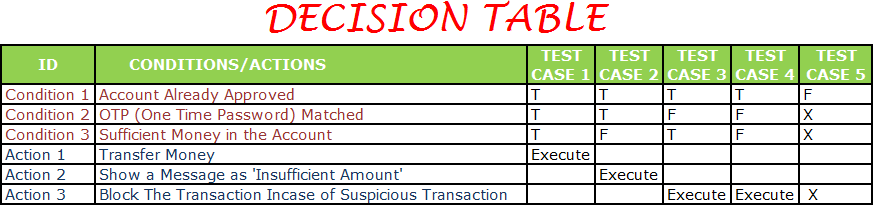 DECISION TABLE
ID CONDITIONS/ACTIONS TEST CASE 1 TEST CASE 2 TEST CASE 3 TEST CASE 4 TEST CASE 5
Condition 1 Account Already Approved T T T T F
Condition 2 OTP (One Time Password) Matched T T F F X
Condition 3 Sufficient Money in the Account T F T F X
Action 1 Transfer Money Execute
Action 2 Show a Message as 'Insufficient Amount' Execute
Action 3 Block The Transaction Incase of Suspicious Transaction Execute Execute X